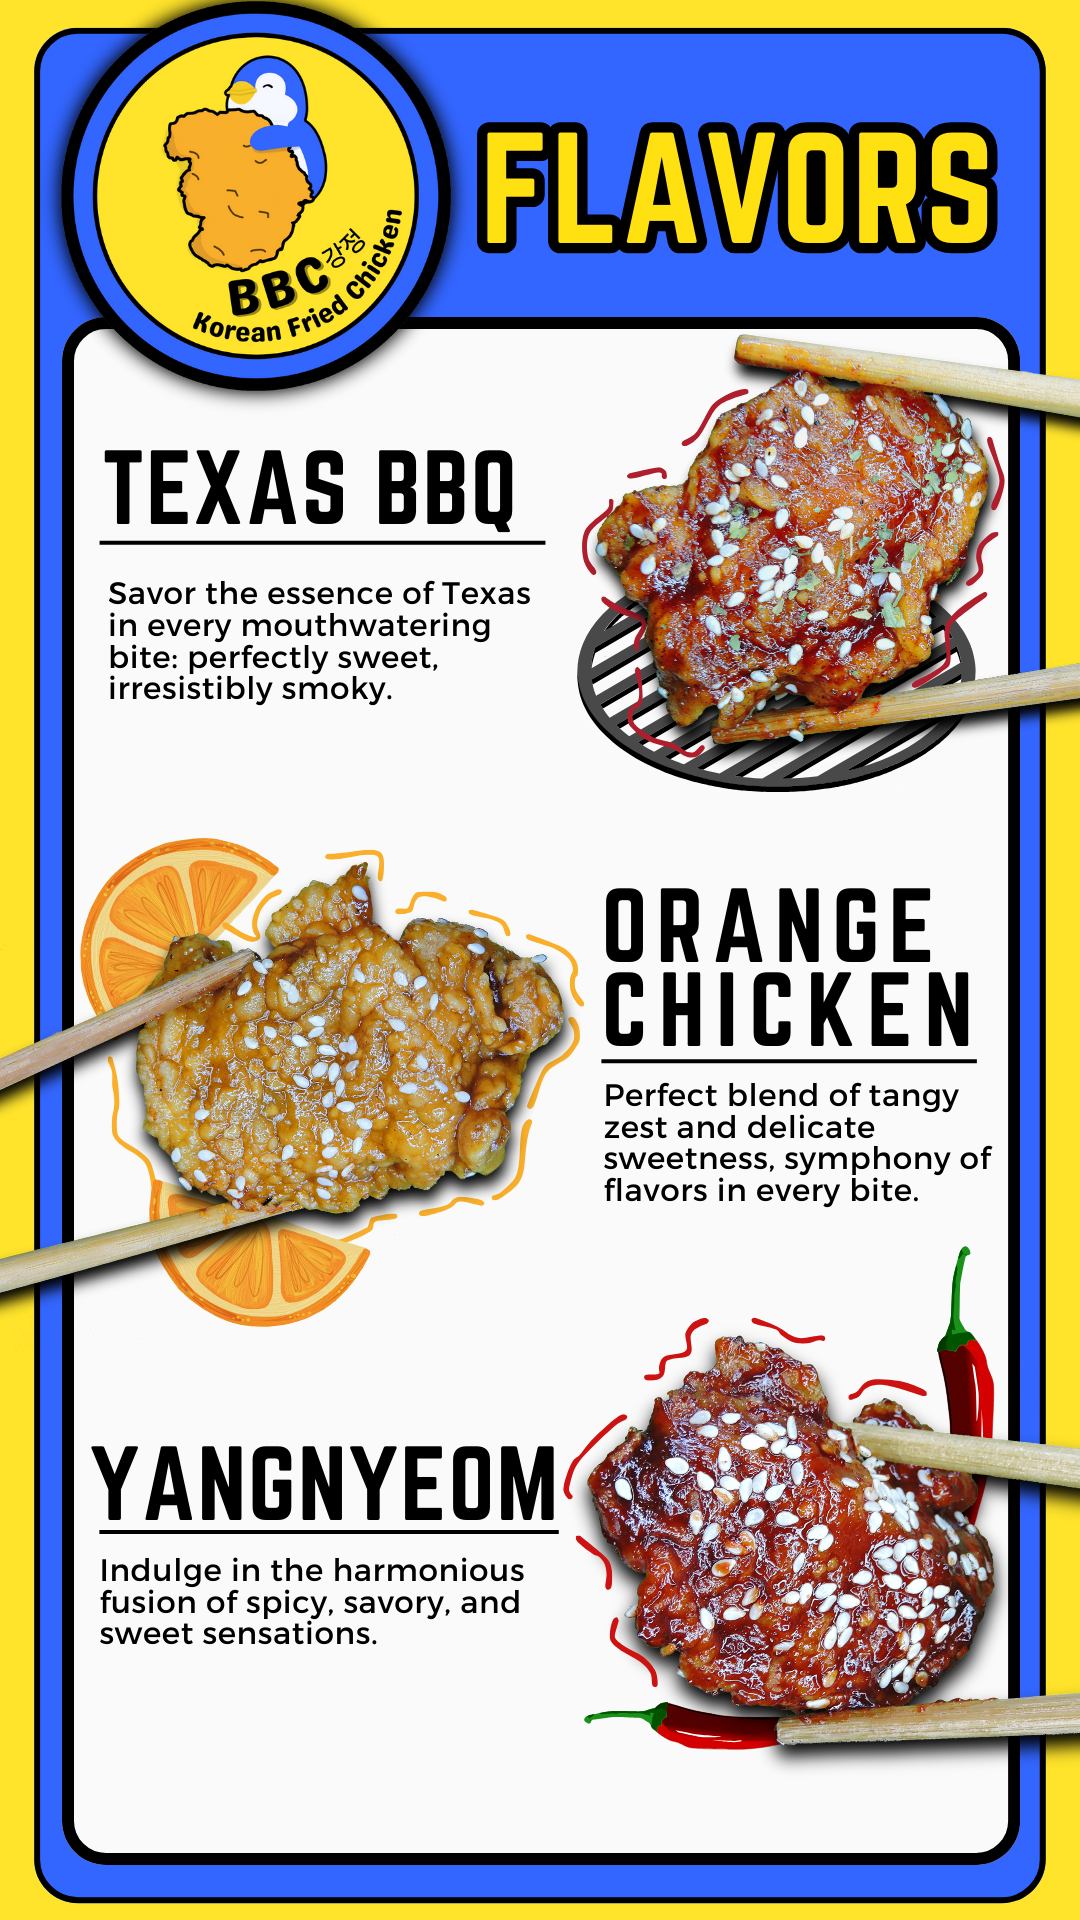 BBC강정
Korean Fried Chicken
FLAVORS
TEXAS BBQ
Savor the essence of Texas
in every mouthwatering
bite: perfectly sweet,
irresistibly smoky.
ORANGE
CHICKEN
Perfect blend of tangy
zest and delicate
sweetness, symphony of
flavors in every bite.
YANGNYEOM
Indulge in the harmonious
fusion of spicy, savory, and
sweet sensations.